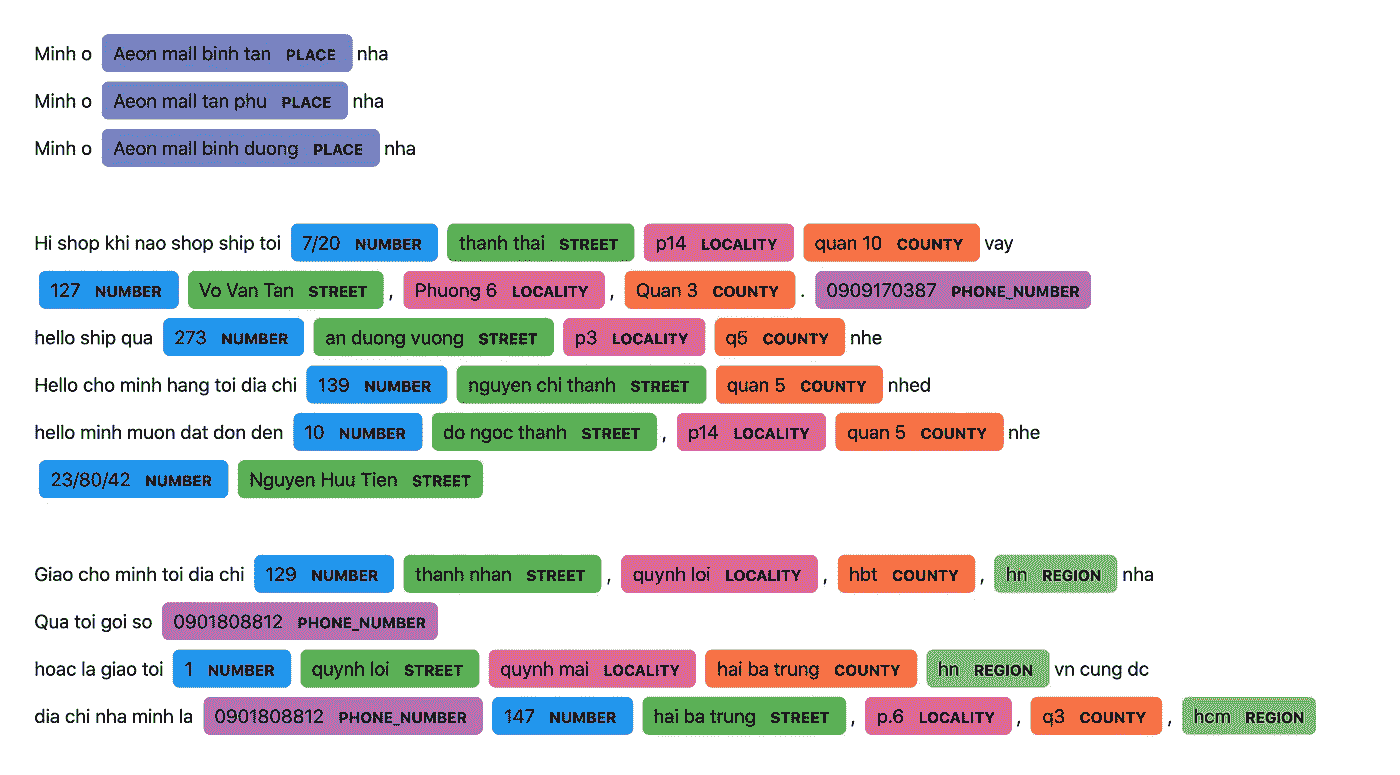 Minh o Aeon mall binh tan PLACE nha
Minh o Aeon mall tan phu PLACE nha
Minh o Aeon mall binh duong PLACE nha
Hi shop khi nao shop ship toi 7/20 NUMBER thanh thai STREET p14 LOCALITY quan 10 COUNTY vay
127 NUMBER Vo Van Tan STREET , Phuong 6 LOCALITY , Quan 3 COUNTY . 0909170387 PHONE_NUMBER
hello ship qua 273 NUMBER an duong vuong STREET p3 LOCALITY q5 COUNTY nhe
Hello cho minh hang toi dia chi 139 NUMBER nguyen chi thanh STREET quan 5 COUNTY nhed
hello minh muon dat don den 10 NUMBER do ngoc thanh STREET , p14 LOCALITY quan 5 COUNTY nhe
23/80/42 NUMBER Nguyen Huu Tien STREET
Giao cho minh toi dia chi 129 NUMBER thanh nhan STREET , quynh loi LOCALITY , hbt COUNTY , hn REGION nha
Qua toi goi so 0901808812 PHONE_NUMBER
hoac la giao toi 1 NUMBER quynh loi STREET quynh mai LOCALITY hai ba trung COUNTY hn REGION vn cung dc
dia chi nha minh la 0901808812 PHONE_NUMBER 147 NUMBER hai ba trung STREET , p.6 LOCALITY , q3 COUNTY , hcm REGION